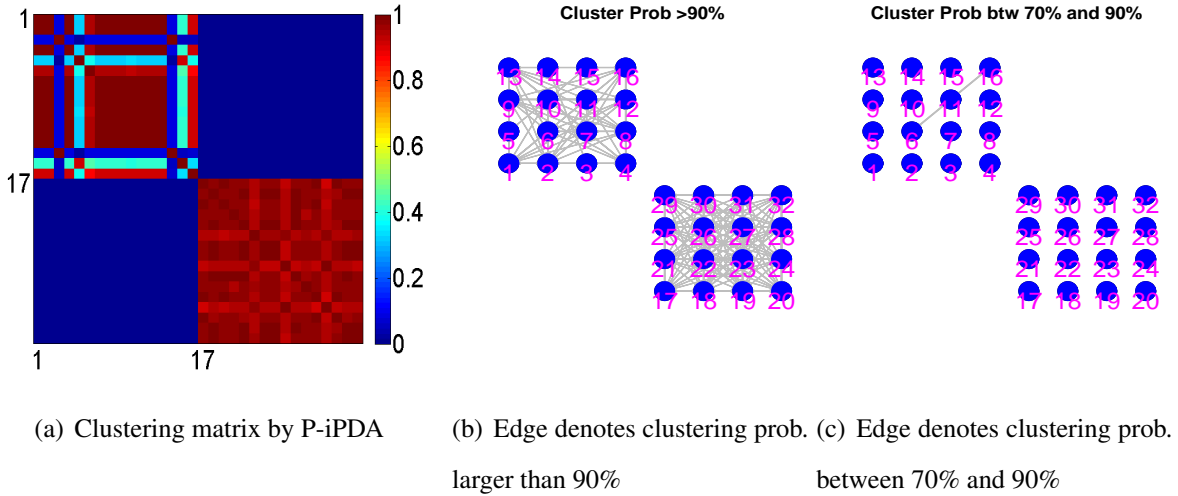 Cluster Prob >90%
Cluster Prob btw 70% and 90%
1
17
1
17
1
0.8
0.6
0.4
0.2
0
13 14 15 16
9 10 11 12
5 6 7 8
1 2 3 4
29 30 31 32
25 26 27 28
21 22 23 24
17 18 19 20
13 14 15 16
9 10 11 12
5 6 7 8
1 2 3 4
29 30 31 32
25 26 27 28
21 22 23 24
17 18 19 20
(a) Clustering matrix by P-iPDA
(b) Edge denotes clustering prob.
larger than 90%
(c) Edge denotes clustering prob.
between 70% and 90%